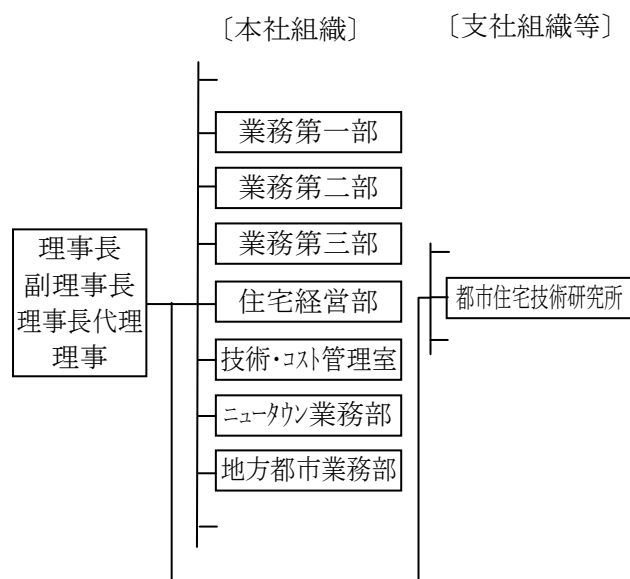 〔本社組織〕
〔支社組織等〕
業務第一部
業務第二部
業務第三部
理事長
副理事長
理事長代理
理事
住宅経営部
都市住宅技術研究所
技術・コスト管理室
ニュータウン業務部
地方都市業務部